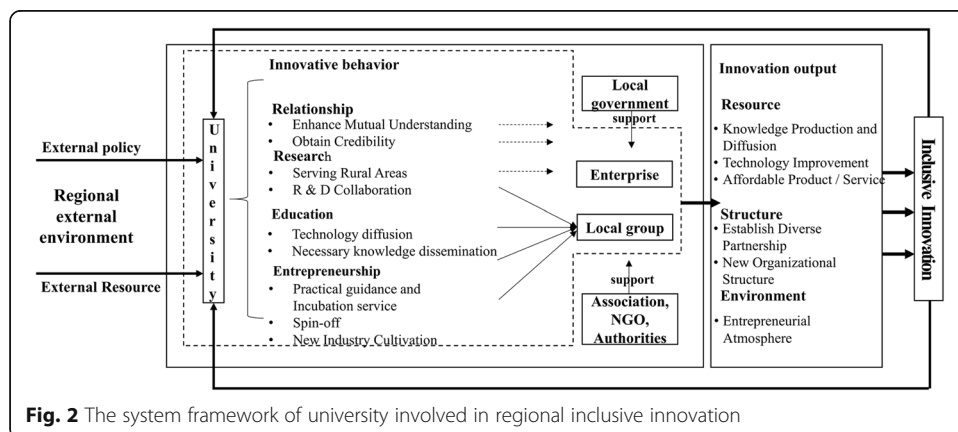 External policy
Regional
external
environment
External Resource
University
Innovative behavior
Relationship
• Enhance Mutual Understanding
• Obtain Credibility
Research
• Serving Rural Areas
• R & D Collaboration
Education
• Technology diffusion
• Necessary knowledge dissemination
Entrepreneurship
• Practical guidance and
Incubation service
• Spin-off
• New Industry Cultivation
Local
government
support
Enterprise
Local group
support
Association,
NGO,
Authorities
Innovation output
Resource
• Knowledge Production and
Diffusion
• Technology Improvement
• Affordable Product / Service
Structure
• Establish Diverse
Partnership
• New Organizational
Structure
Environment
• Entrepreneurial
Atmosphere
Inclusive Innovation
Fig. 2 The system framework of university involved in regional inclusive innovation